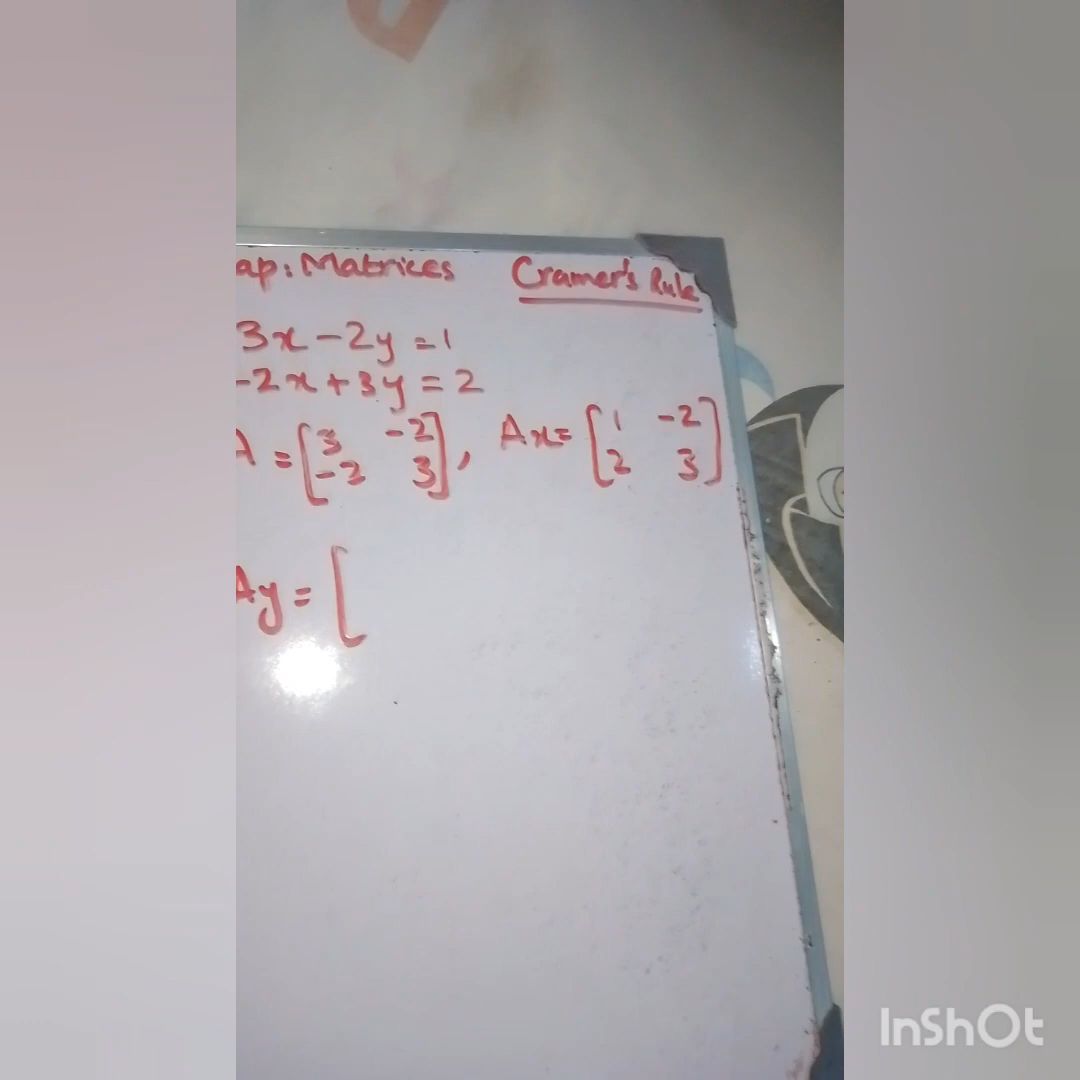 ap: Matrices Cramer's Rule
3x - 2y = 1
-2x + 3y = 2
A = [3 -2
-2 3], Ax = [1 -2
2 3]
Ay = [
InShOt